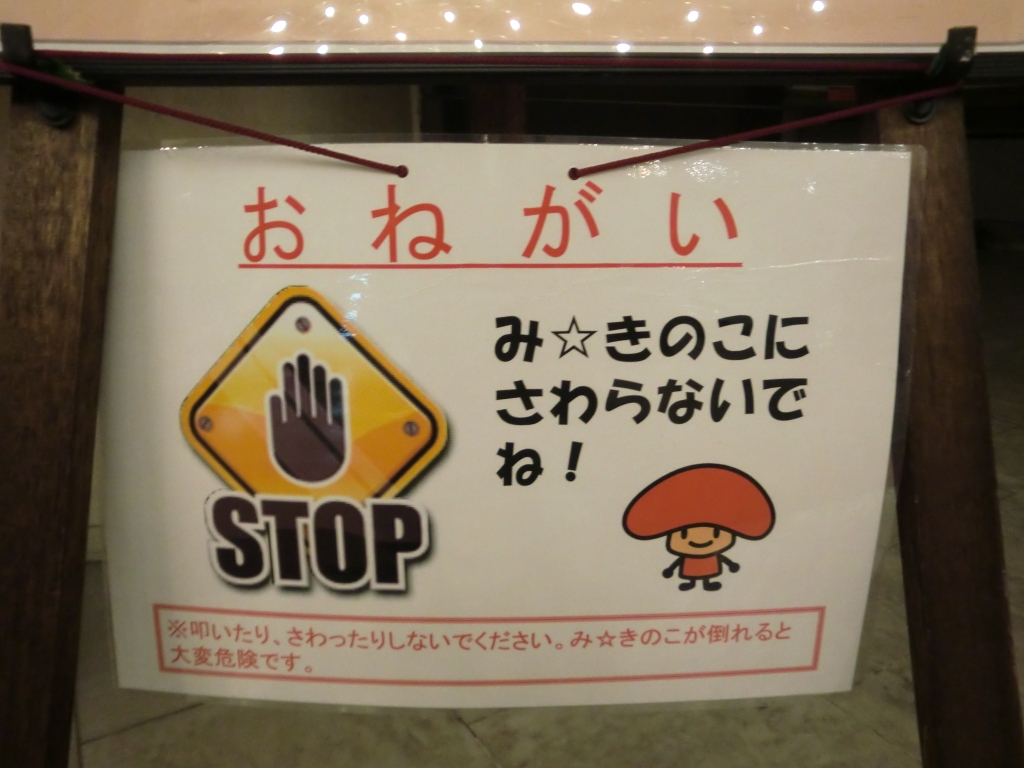 おねがい
み☆きのこに
さわらないで
ね！
STOP
※叩いたり、さわったりしないでください。み☆きのこが倒れると
大変危険です。